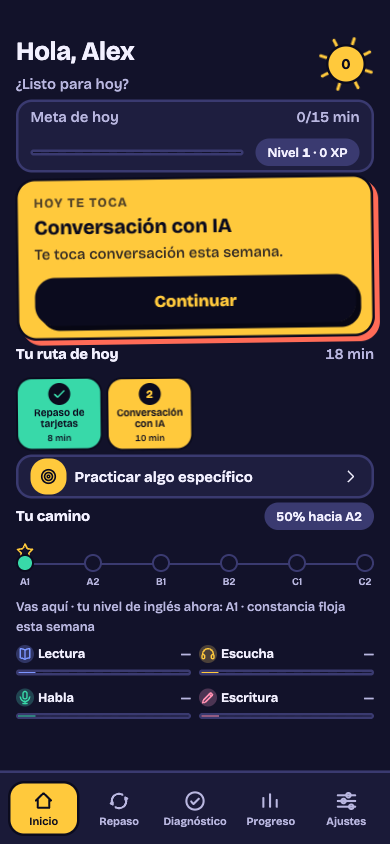 Hola, Alex
¿Listo para hoy?
0
Meta de hoy
0/15 min
Nivel 1 · 0 XP
HOY TE TOCA
Conversación con IA
Te toca conversación esta semana.
Continuar
Tu ruta de hoy
18 min
Repaso de
tarjetas
8 min
2
Conversación
con IA
10 min
Practicar algo específico
Tu camino
50% hacia A2
A1
A2
B1
B2
C1
C2
Vas aquí · tu nivel de inglés ahora: A1 · constancia floja
esta semana
Lectura –
Escucha –
Habla –
Escritura –
Inicio
Repaso
Diagnóstico
Progreso
Ajustes